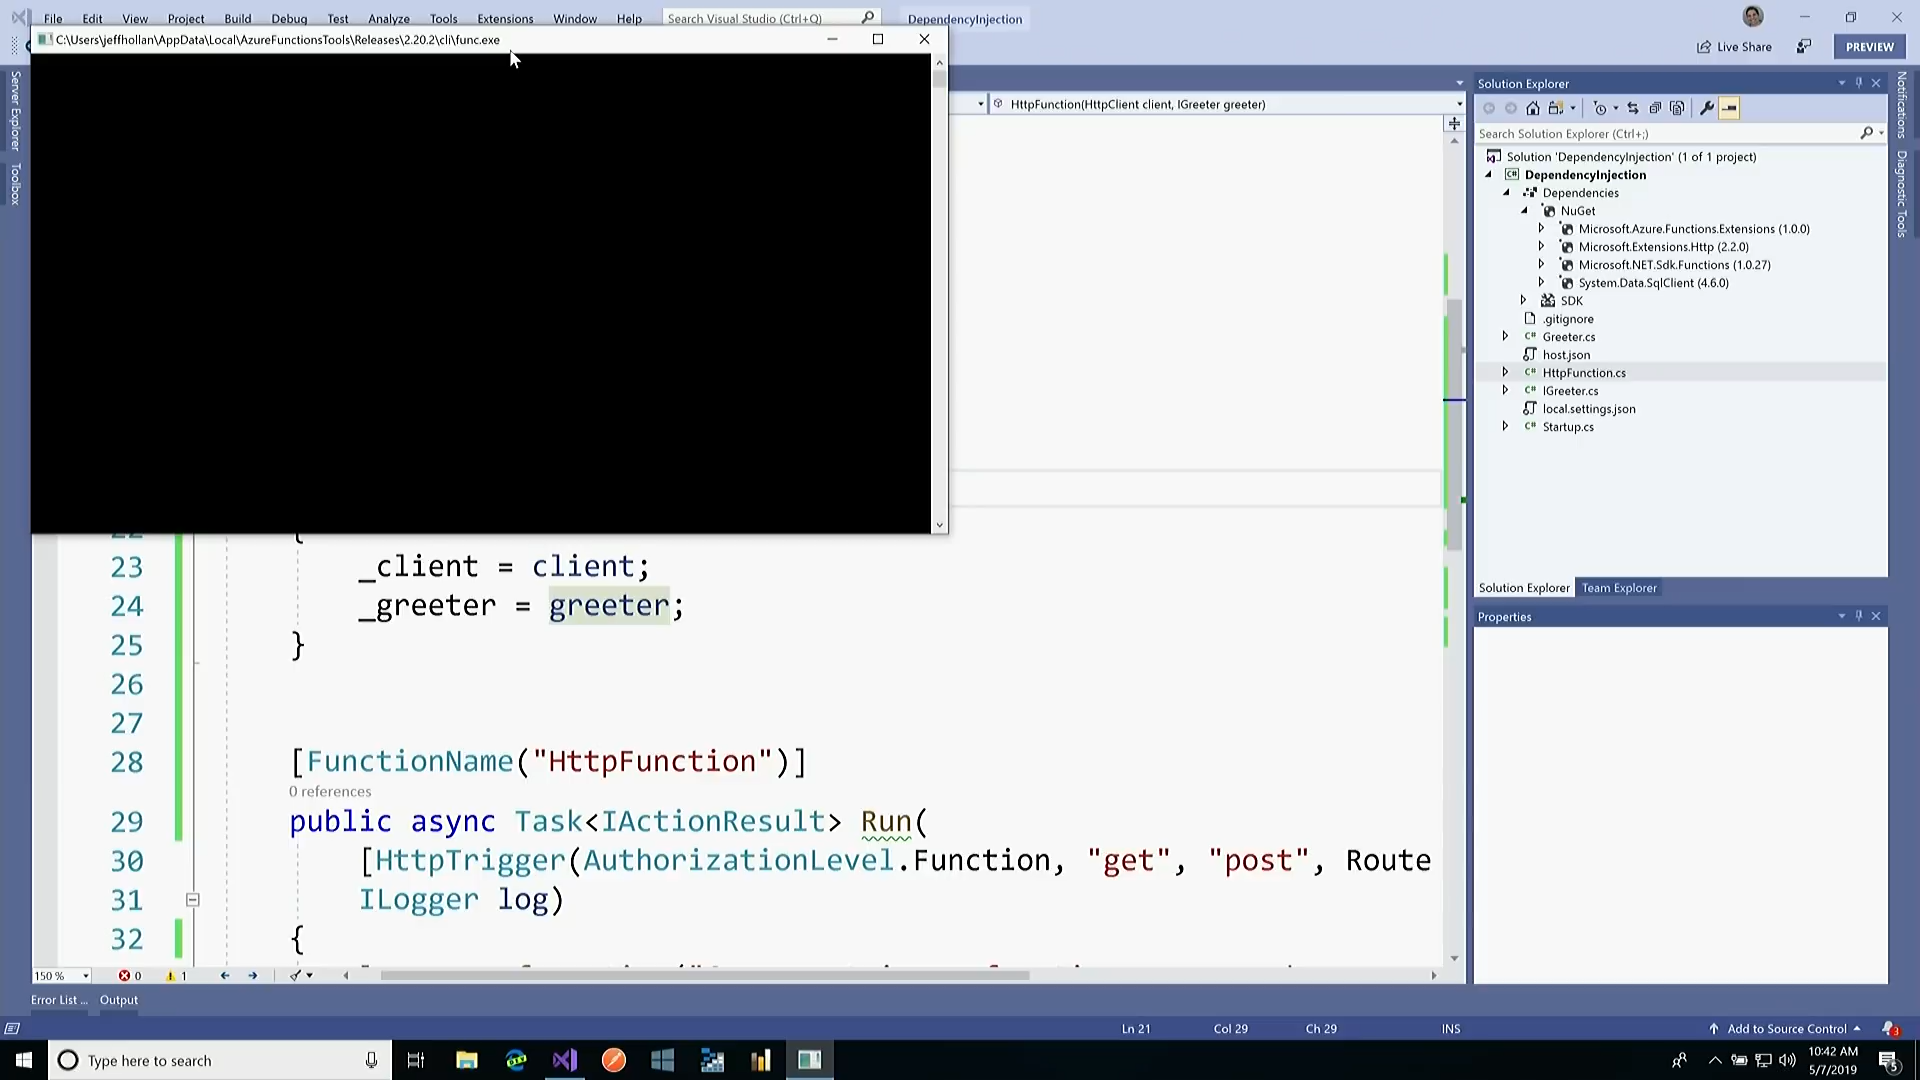 File Edit View Project Build Debug Test Analyze Tools Extensions Window Help Search Visual Studio (Ctrl+Q) DependencyInjection
C:\Users\jeffhollan\AppData\Local\AzureFunctionsTools\Releases\2.20.2\cli\func.exe
Live Share
PREVIEW
Server Explorer
Toolbox
HttpFunction(HttpClient client, IGreeter greeter)
23 _client = client;
24 _greeter = greeter;
25 }
26
27
28 [FunctionName("HttpFunction")]
0 references
29 public async Task<IActionResult> Run(
30 [HttpTrigger(AuthorizationLevel.Function, "get", "post", Route
31 ILogger log)
32 {
150 % 0 1
Error List ... Output
Solution Explorer
Search Solution Explorer (Ctrl+;)
Solution 'DependencyInjection' (1 of 1 project)
C# DependencyInjection
Dependencies
NuGet
Microsoft.Azure.Functions.Extensions (1.0.0)
Microsoft.Extensions.Http (2.2.0)
Microsoft.NET.Sdk.Functions (1.0.27)
System.Data.SqlClient (4.6.0)
SDK
.gitignore
C# Greeter.cs
host.json
C# HttpFunction.cs
C# IGreeter.cs
local.settings.json
C# Startup.cs
Solution Explorer Team Explorer
Properties
Notifications
Diagnostic Tools
Ln 21 Col 29 Ch 29 INS Add to Source Control 3
Type here to search
10:42 AM
5/7/2019
5